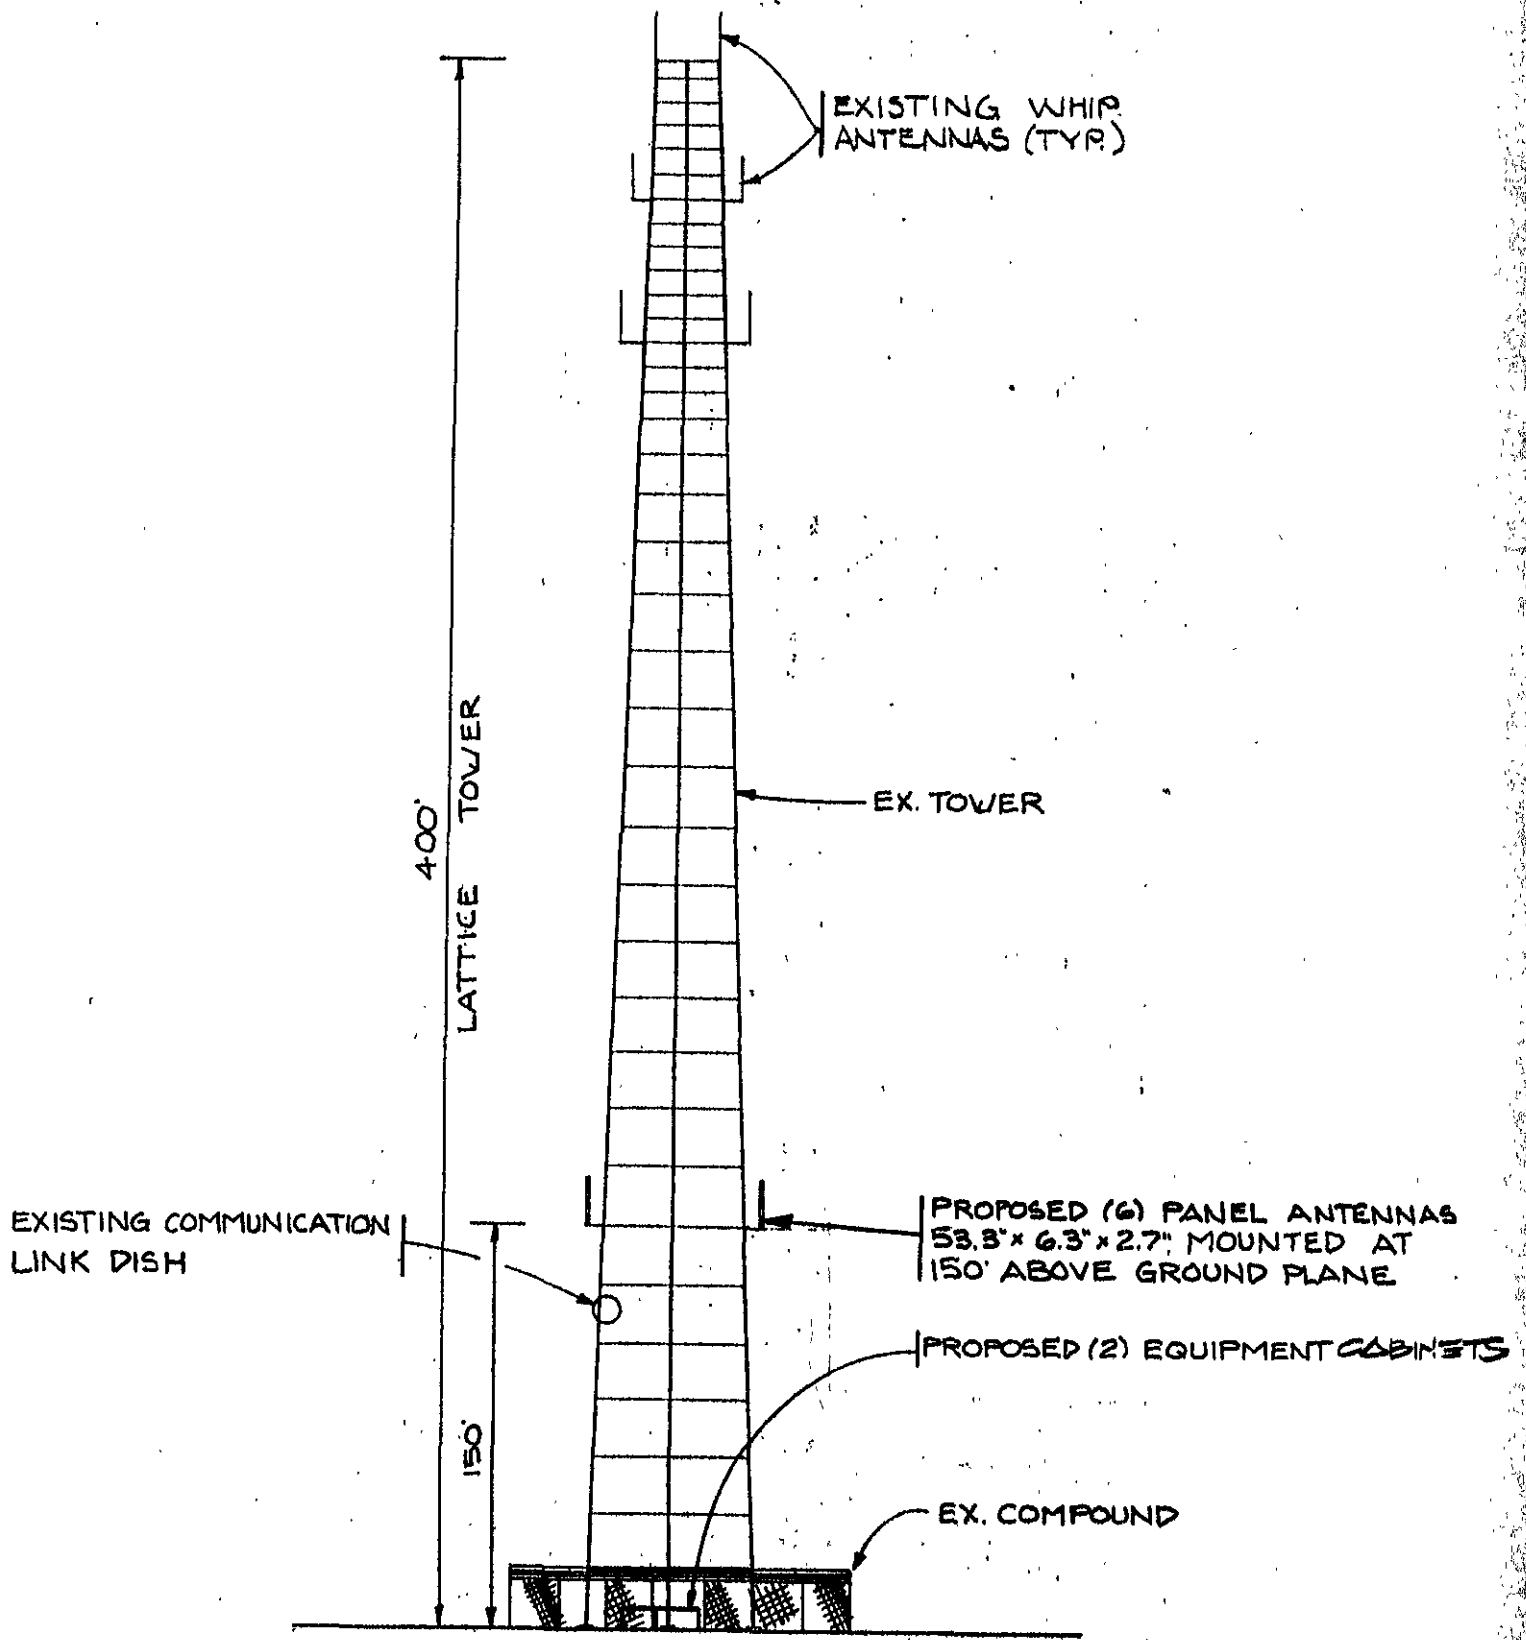 EXISTING WHIP
ANTENNAS (TYP.)
400'
LATTICE TOWER
EX. TOWER
EXISTING COMMUNICATION
LINK DISH
PROPOSED (6) PANEL ANTENNAS
53.3" x 6.3" x 2.7", MOUNTED AT
150' ABOVE GROUND PLANE
PROPOSED (2) EQUIPMENT CABINETS
150'
EX. COMPOUND